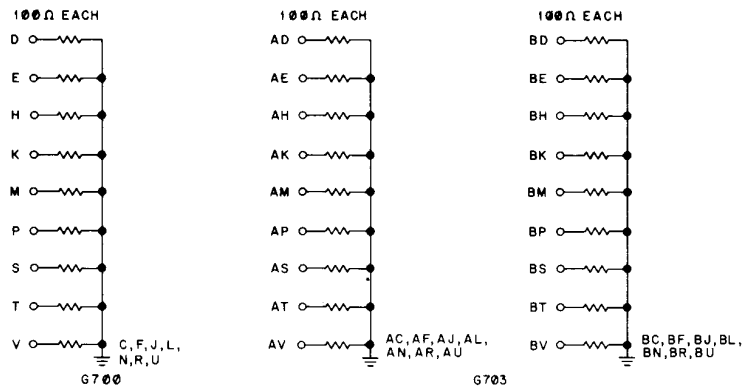 100Ω EACH
D
E
H
K
M
P
S
T
V
C,F,J,L,
N,R,U
G700
100Ω EACH
AD
AE
AH
AK
AM
AP
AS
AT
AV
AC,AF,AJ,AL,
AN,AR,AU
100Ω EACH
BD
BE
BH
BK
BM
BP
BS
BT
BV
BC,BF,BJ,BL,
BN,BR,BU
G703